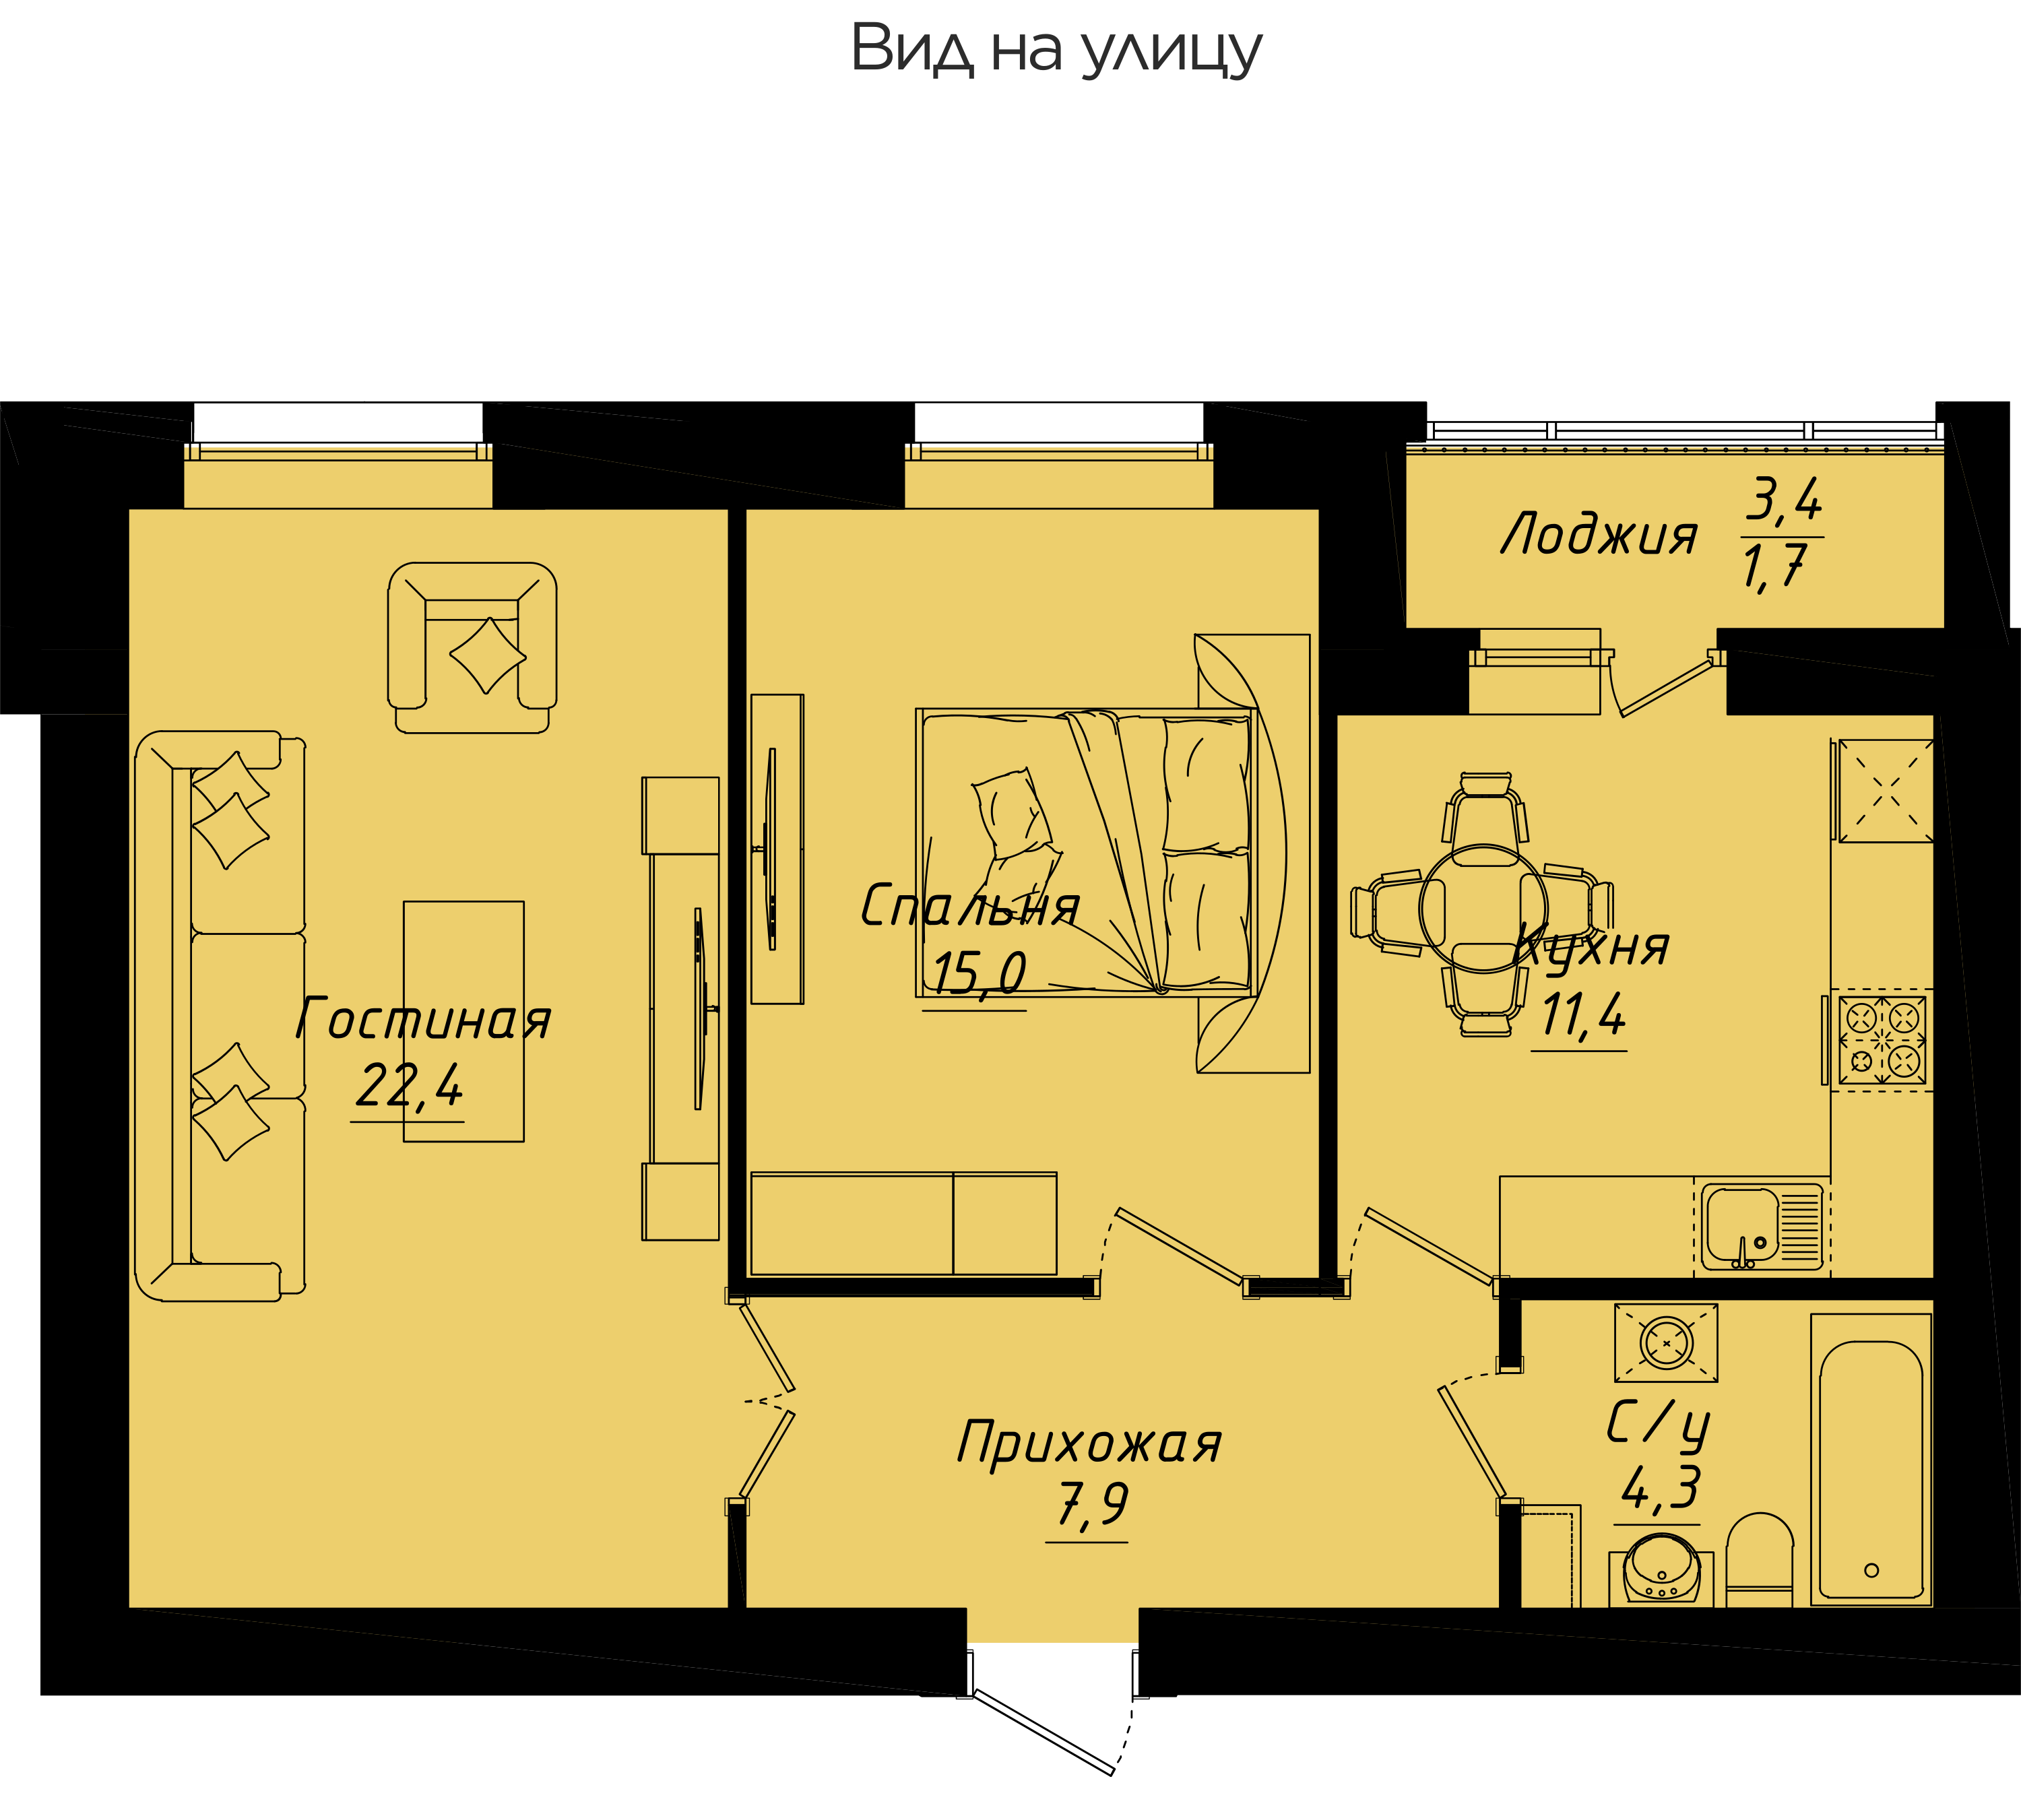 Вид на улицу
Лоджия
3,4
1,7
Спальня
15,0
Кухня
11,4
Гостиная
22,4
Прихожая
7,9
С/у
4,3